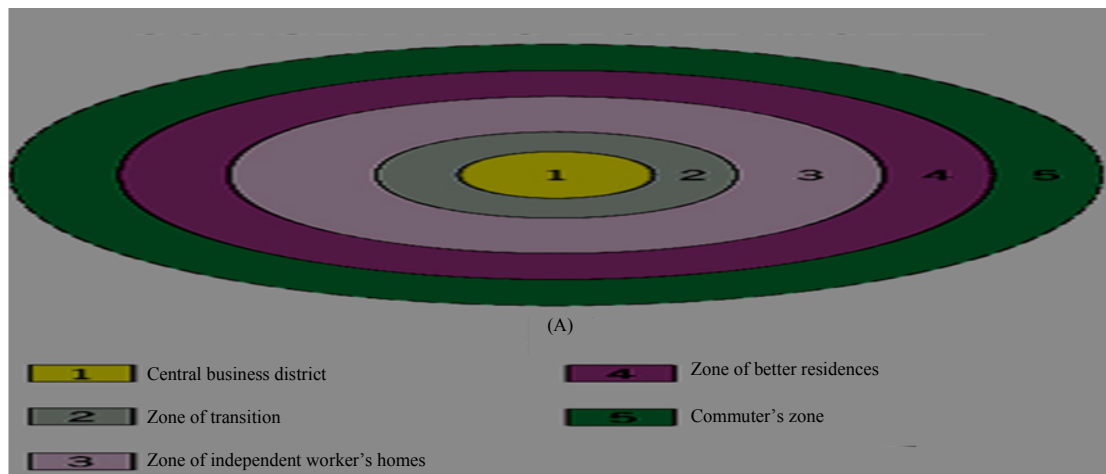 1 2 3 4 5
(A)
1 Central business district
4 Zone of better residences
2 Zone of transition
5 Commuter’s zone
3 Zone of independent worker’s homes